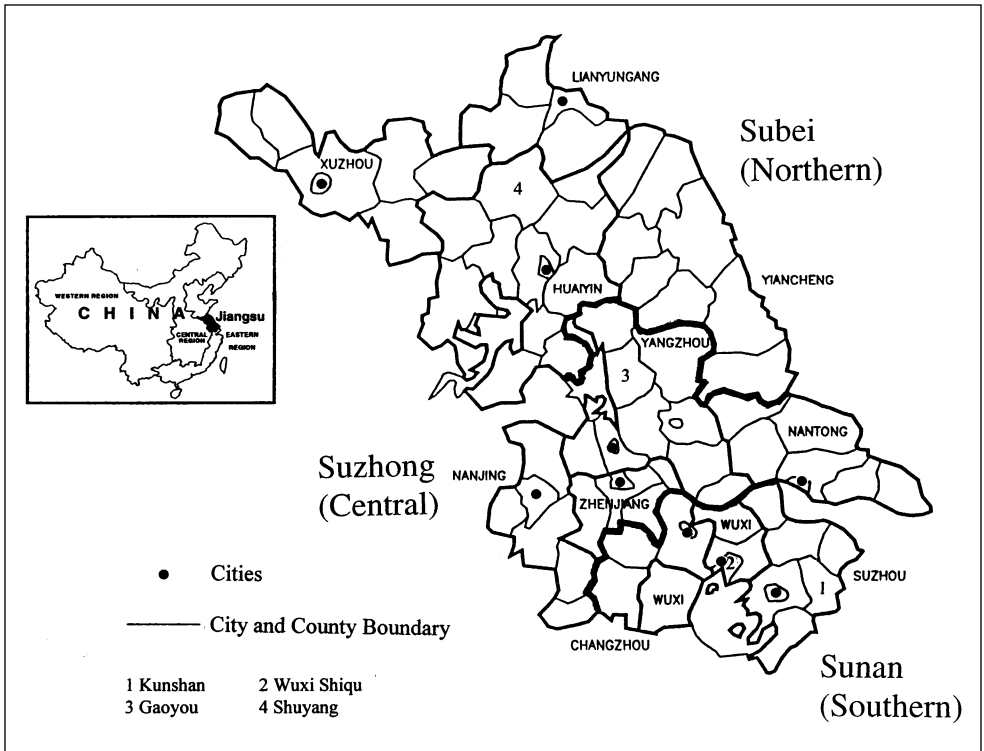 LIANYUNGANG
Subei
(Northern)
XUZHOU
4
YIANCHENG
HUAIYIN
WESTERN REGION
CHINA
Jiangsu
CENTRAL
REGION
EASTERN
REGION
YANGZHOU
3
NANTONG
Suzhong
(Central)
NANJING
ZHENJIANG
WUXI
2
SUZHOU
1
WUXI
CHANGZHOU
Sunan
(Southern)
Cities
City and County Boundary
1 Kunshan
2 Wuxi Shiqu
3 Gaoyou
4 Shuyang